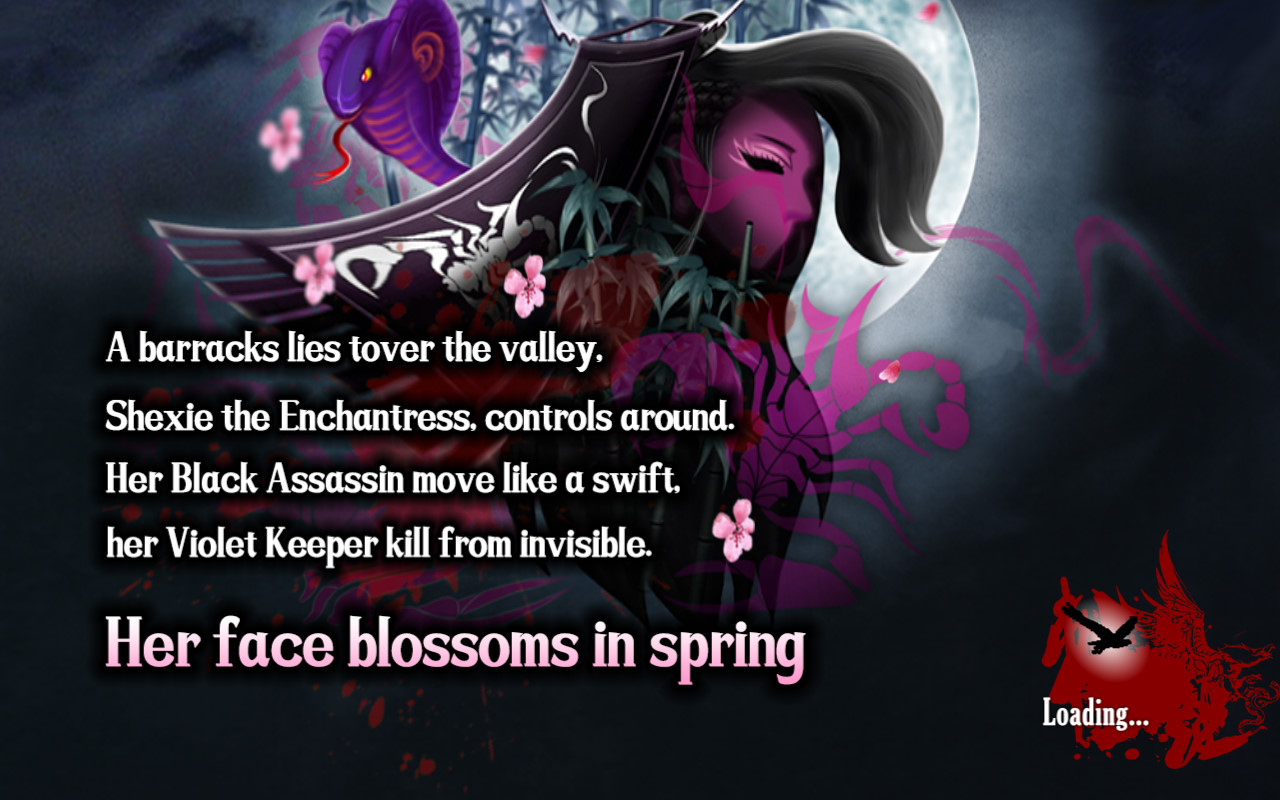 A barracks lies tover the valley,
Shexie the Enchantress, controls around.
Her Black Assassin move like a swift,
her Violet Keeper kill from invisible.
Her face blossoms in spring
Loading...